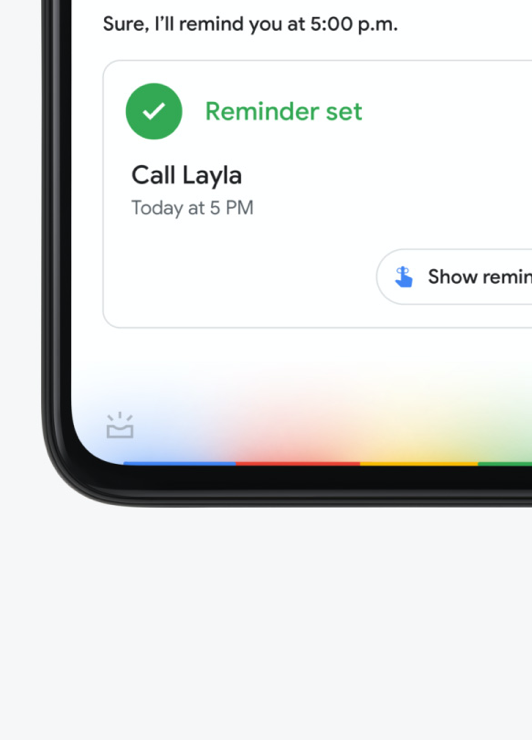 Sure, I'll remind you at 5:00 p.m.
Reminder set
Call Layla
Today at 5 PM
Show remin